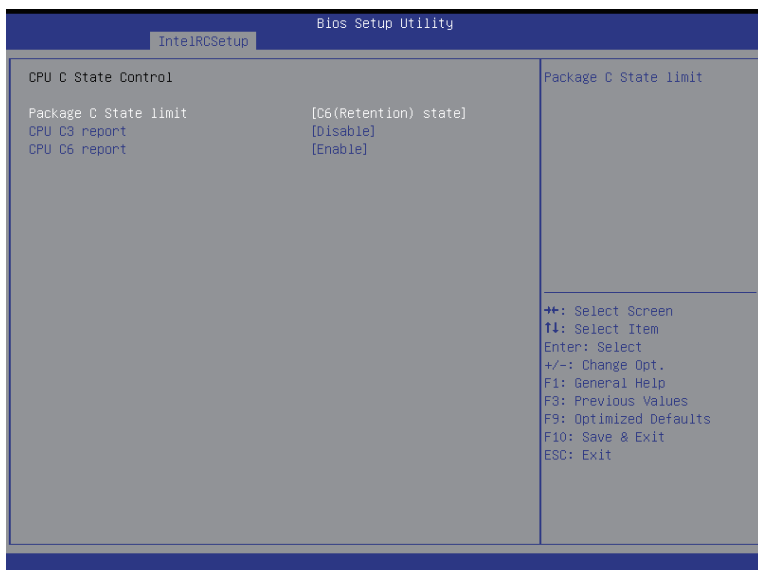 Bios Setup Utility
IntelRCSetup
CPU C State Control
Package C State limit [C6(Retention) state]
CPU C3 report [Disable]
CPU C6 report [Enable]
Package C State limit
→←: Select Screen
↑↓: Select Item
Enter: Select
+/-: Change Opt.
F1: General Help
F3: Previous Values
F9: Optimized Defaults
F10: Save & Exit
ESC: Exit